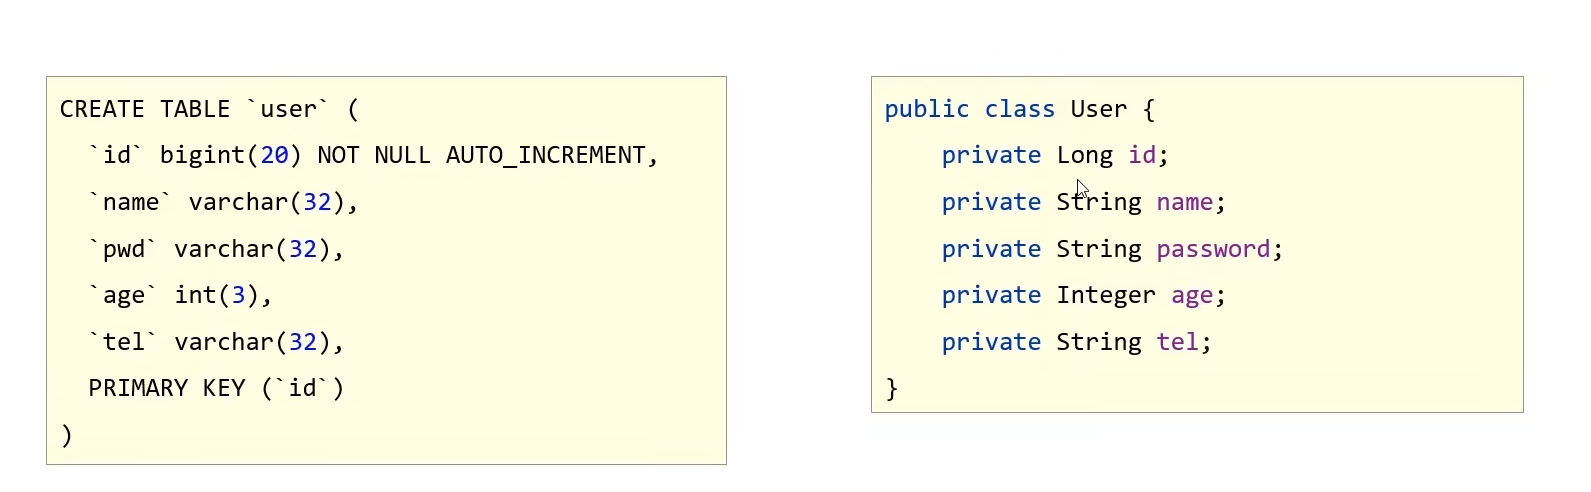 CREATE TABLE `user` (
`id` bigint(20) NOT NULL AUTO_INCREMENT,
`name` varchar(32),
`pwd` varchar(32),
`age` int(3),
`tel` varchar(32),
PRIMARY KEY (`id`)
)
public class User {
private Long id;
private String name;
private String password;
private Integer age;
private String tel;
}